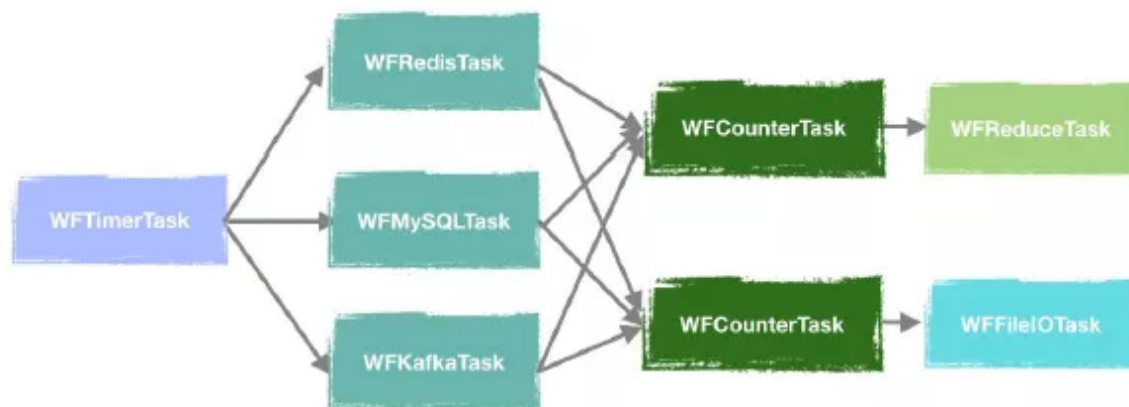 WFTimerTask
WFRedisTask
WFMySQLTask
WFKafkaTask
WFCounterTask
WFCounterTask
WFReduceTask
WFFileIOTask